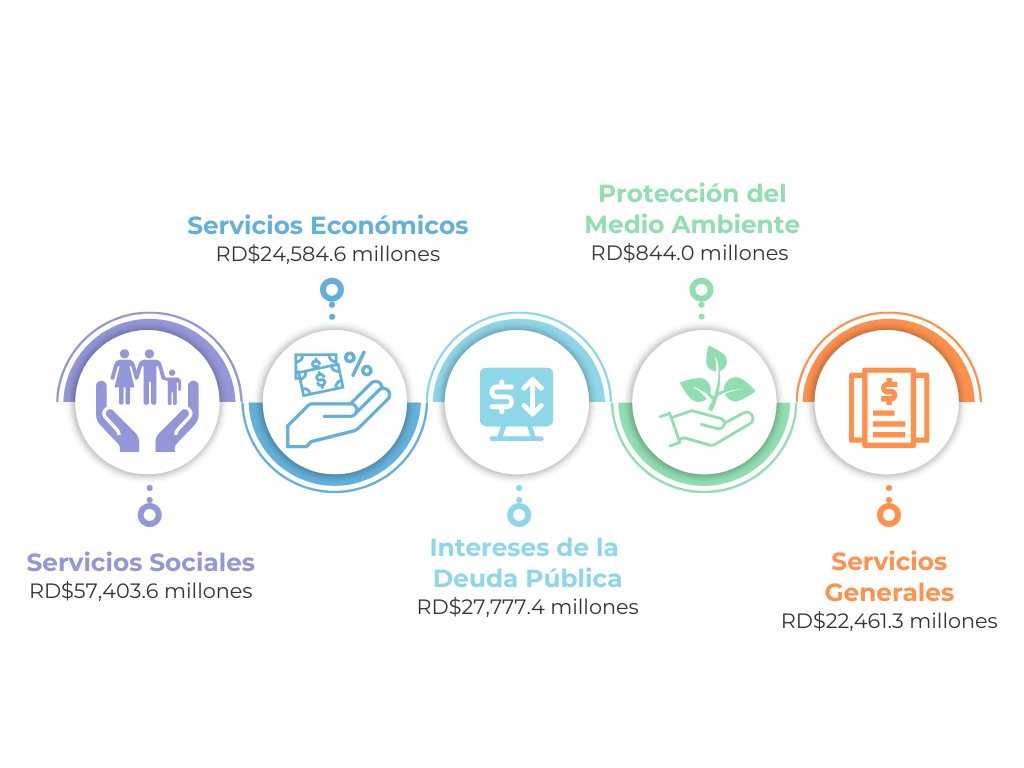 Servicios Sociales
RD$57,403.6 millones
Servicios Económicos
RD$24,584.6 millones
$
$
%
Intereses de la
Deuda Pública
RD$27,777.4 millones
$
Protección del
Medio Ambiente
RD$844.0 millones
Servicios
Generales
RD$22,461.3 millones
$